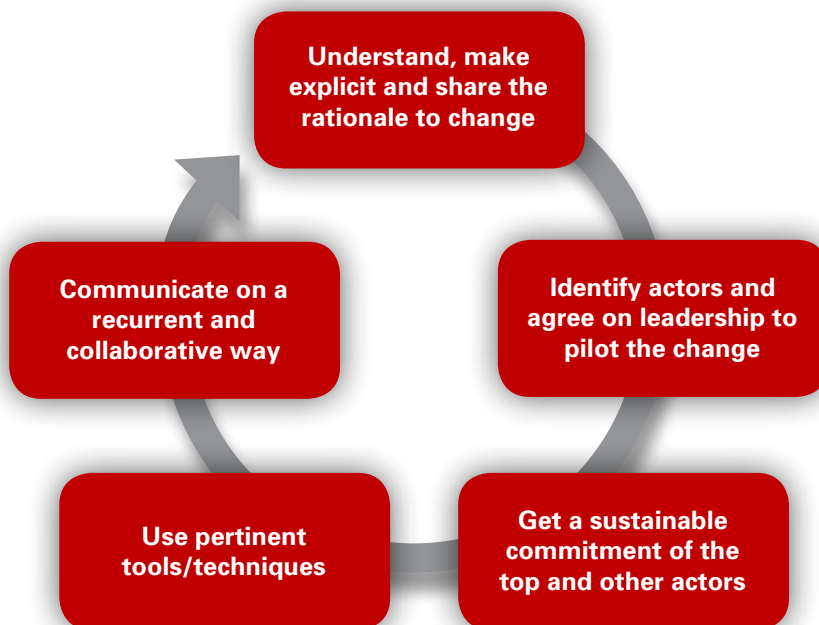 Understand, make
explicit and share the
rationale to change
Identify actors and
agree on leadership to
pilot the change
Get a sustainable
commitment of the
top and other actors
Use pertinent
tools/techniques
Communicate on a
recurrent and
collaborative way